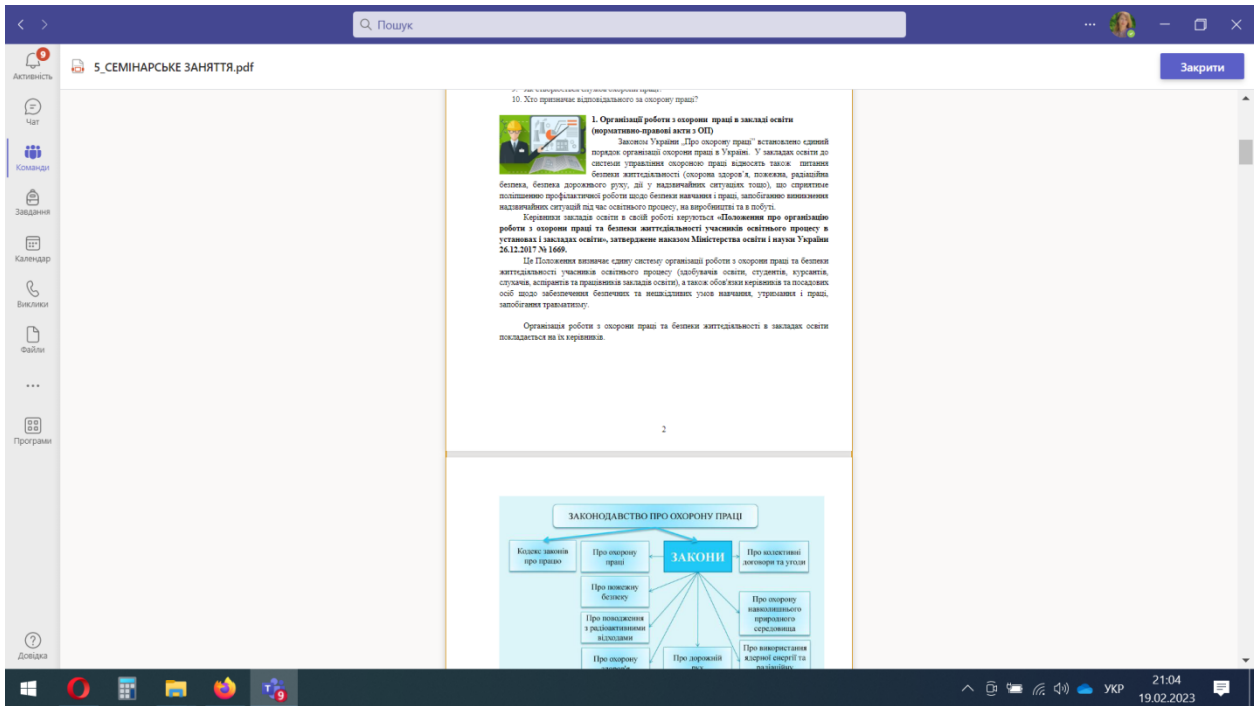 Пошук
9
Активність
Чат
Команди
Завдання
Календар
Виклики
Файли
Програми
Довідка
5_СЕМІНАРСЬКЕ ЗАНЯТТЯ.pdf
Закрити
10. Хто призначає відповідального за охорону праці?
1. Організації роботи з охорони праці в закладі освіти
(нормативно-правові акти з ОП)
Законом України „Про охорону праці" встановлено єдиний
порядок організації охорони праці в Україні. У закладах освіти до
системи управління охороною праці відносять також питання
безпеки життєдіяльності (охорона здоров'я, пожежна, радіаційна
безпека, безпека дорожнього руху, дії у надзвичайних ситуаціях тощо), що сприятиме
поліпшенню профілактичної роботи щодо безпеки навчання і праці, запобіганню виникнення
надзвичайних ситуацій під час освітнього процесу, на виробництві та в побуті.
Керівники закладів освіти в своїй роботі керуються «Положення про організацію
роботи з охорони праці та безпеки життєдіяльності учасників освітнього процесу в
установах і закладах освіти», затверджене наказом Міністерства освіти і науки України
26.12.2017 № 1669.
Це Положення визначає єдину систему організації роботи з охорони праці та безпеки
життєдіяльності учасників освітнього процесу (здобувачів освіти, студентів, курсантів,
слухачів, аспірантів та працівників закладів освіти), а також обов'язки керівників та посадових
осіб щодо забезпечення безпечних та нешкідливих умов навчання, утримання і праці,
запобігання травматизму.
Організація роботи з охорони праці та безпеки життєдіяльності в закладах освіти
покладається на їх керівників.
2
ЗАКОНОДАВСТВО ПРО ОХОРОНУ ПРАЦІ
Кодекс законів
про працю
Про охорону
праці
ЗАКОНИ
Про колективні
договори та угоди
Про пожежну
безпеку
Про охорону
навколишнього
природного
середовища
Про поводження
з радіоактивними
відходами
Про охорону
Про дорожній
рух
Про використання
ядерної енергії та
9
УКР
21:04
19.02.2023